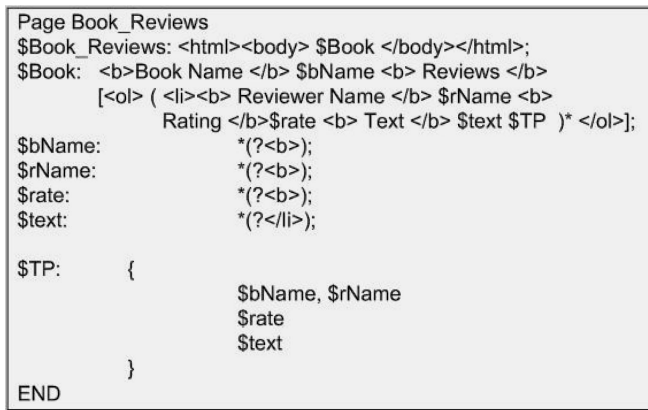 Page Book_Reviews
$Book_Reviews: <html><body> $Book </body></html>;
$Book: <b>Book Name </b> $bName <b> Reviews </b>
[<ol> ( <li><b> Reviewer Name </b> $rName <b>
Rating </b>$rate <b> Text </b> $text $TP )* </ol>];
$bName: *(?<b>);
$rName: *(?<b>);
$rate: *(?<b>);
$text: *(?</li>);
$TP: {
$bName, $rName
$rate
$text
}
END